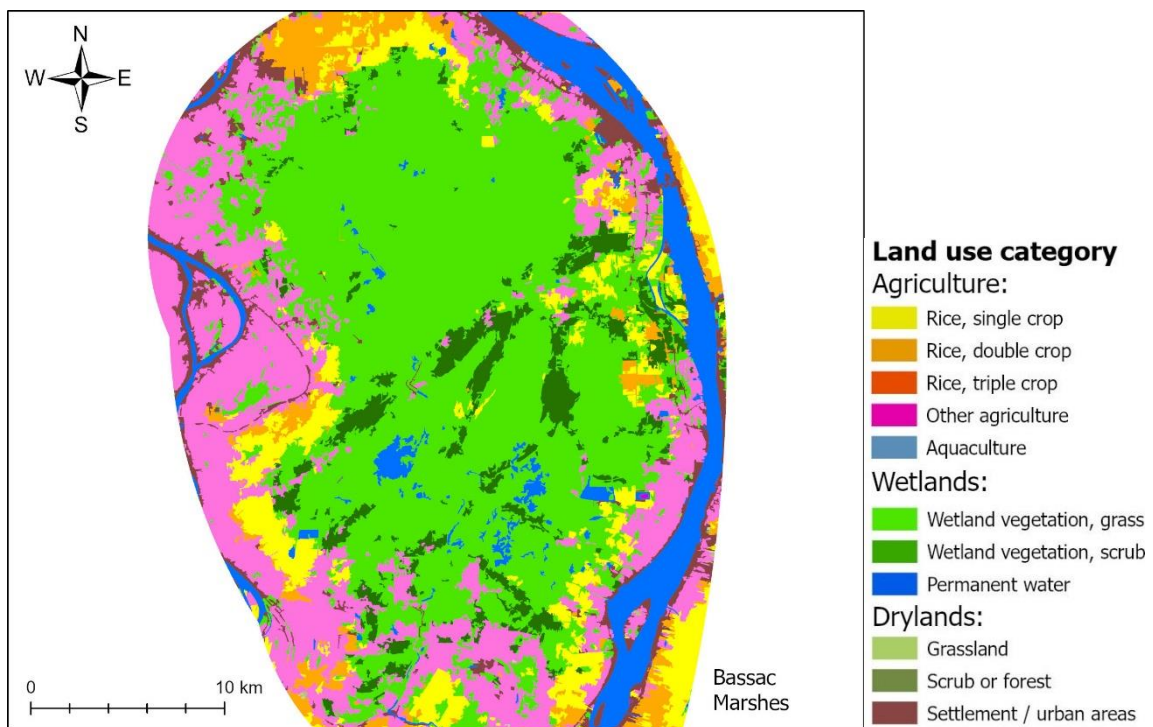 N
W E
S
Land use category
Agriculture:
Rice, single crop
Rice, double crop
Rice, triple crop
Other agriculture
Aquaculture
Wetlands:
Wetland vegetation, grass
Wetland vegetation, scrub
Permanent water
Drylands:
Grassland
Scrub or forest
Settlement / urban areas
0 10 km
Bassac
Marshes